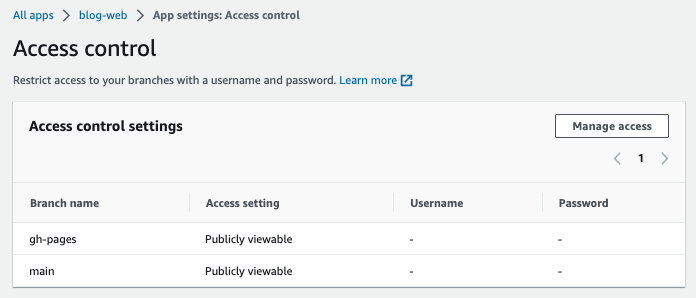 All apps > blog-web > App settings: Access control
Access control
Restrict access to your branches with a username and password. Learn more
Access control settings
Manage access
< 1 >
Branch name Access setting Username Password
gh-pages Publicly viewable - -
main Publicly viewable - -